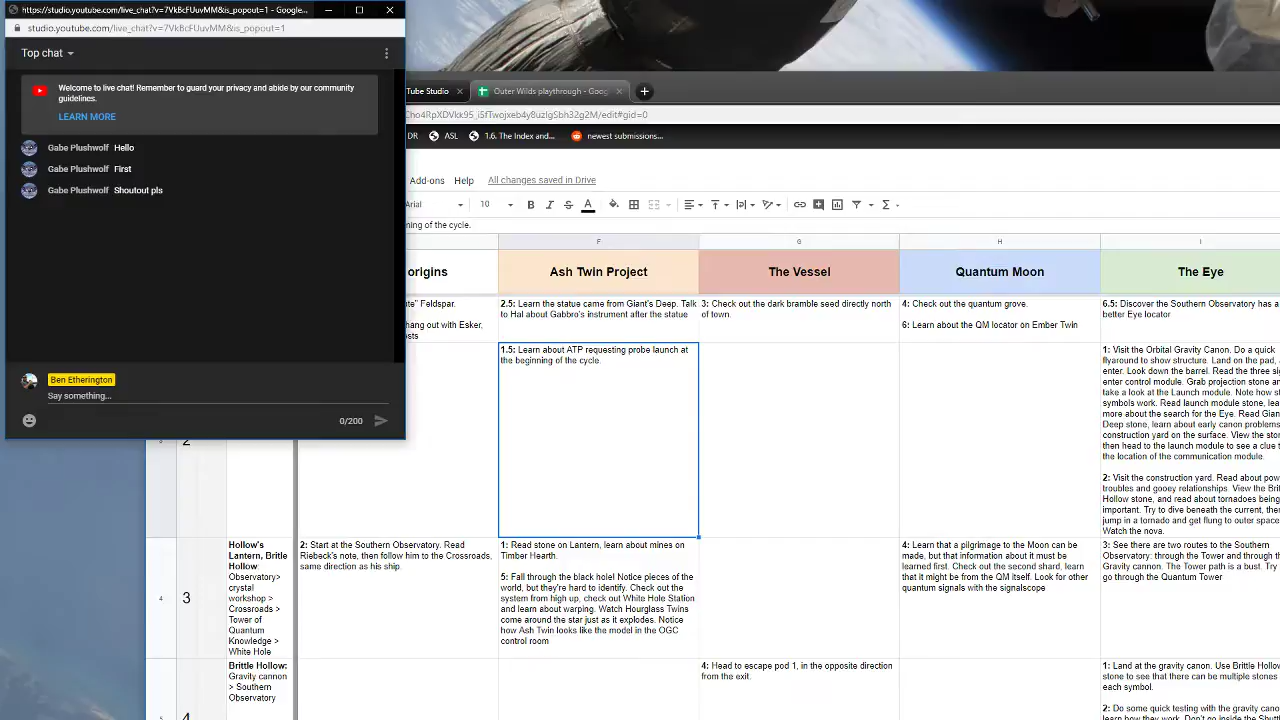 https://studio.youtube.com/live_chat?v=7VkBcFUuvMM&is_popout=1 - Google...
studio.youtube.com/live_chat?v=7VkBcFUuvMM&is_popout=1
Top chat
Welcome to live chat! Remember to guard your privacy and abide by our community
guidelines.
LEARN MORE
Gabe Plushwolf Hello
Gabe Plushwolf First
Gabe Plushwolf Shoutout pls
Ben Etherington
Say something...
0/200
Tube Studio
Outer Wilds playthrough - Goog
DR
ASL
1.6. The Index and...
newest submissions...
Add-ons
Help
All changes saved in Drive
Arial
10
B
I
S
A
ning of the cycle.
F
G
H
I
origins
Ash Twin Project
The Vessel
Quantum Moon
The Eye
ate" Feldspar.
hang out with Esker,
sts
2.5: Learn the statue came from Giant's Deep. Talk
to Hal about Gabbro's instrument after the statue
3: Check out the dark bramble seed directly north
of town.
4: Check out the quantum grove.
6: Learn about the QM locator on Ember Twin
6.5: Discover the Southern Observatory has a
better Eye locator
3
2
1.5: Learn about ATP requesting probe launch at
the beginning of the cycle.
1: Visit the Orbital Gravity Canon. Do a quick
flyaround to show structure. Land on the pad,
enter. Look down the barrel. Read the three sig
enter control module. Grab projection stone an
take a look at the Launch module. Note how st
symbols work. Read launch module stone, lea
more about the search for the Eye. Read Gian
Deep stone, learn about early canon problems
construction yard on the surface. View the stor
then head to the launch module to see a clue t
the location of the communication module.
2: Visit the construction yard. Read about pow
troubles and gooey relationships. View the Brit
Hollow stone, and read about tornadoes being
important. Try to dive beneath the current, the
jump in a tornado and get flung to outer space
Watch the nova.
4
3
Hollow's
Lantern, Britle
Hollow:
Observatory>
crystal
workshop >
Crossroads >
Tower of
Quantum
Knowledge >
White Hole
2: Start at the Southern Observatory. Read
Riebeck's note, then follow him to the Crossroads,
same direction as his ship.
1: Read stone on Lantern, learn about mines on
Timber Hearth.
5: Fall through the black hole! Notice pieces of the
world, but they're hard to identify. Check out the
system from high up, check out White Hole Station
and learn about warping. Watch Hourglass Twins
come around the star just as it explodes. Notice
how Ash Twin looks like the model in the OGC
control room
4: Learn that a pilgrimage to the Moon can be
made, but that information about it must be
learned first. Check out the second shard, learn
that it might be from the QM itself. Look for other
quantum signals with the signalscope
3: See there are two routes to the Southern
Observatory: through the Tower and through th
Gravity cannon. The Tower path is a bust. Try
go through the Quantum Tower
5
4
Brittle Hollow:
Gravity cannon
> Southern
Observatory
4: Head to escape pod 1, in the opposite direction
from the exit.
1: Land at the gravity canon. Use Brittle Hollow
stone to see that there can be multiple stones
each symbol.
2: Do some quick testing with the gravity cano